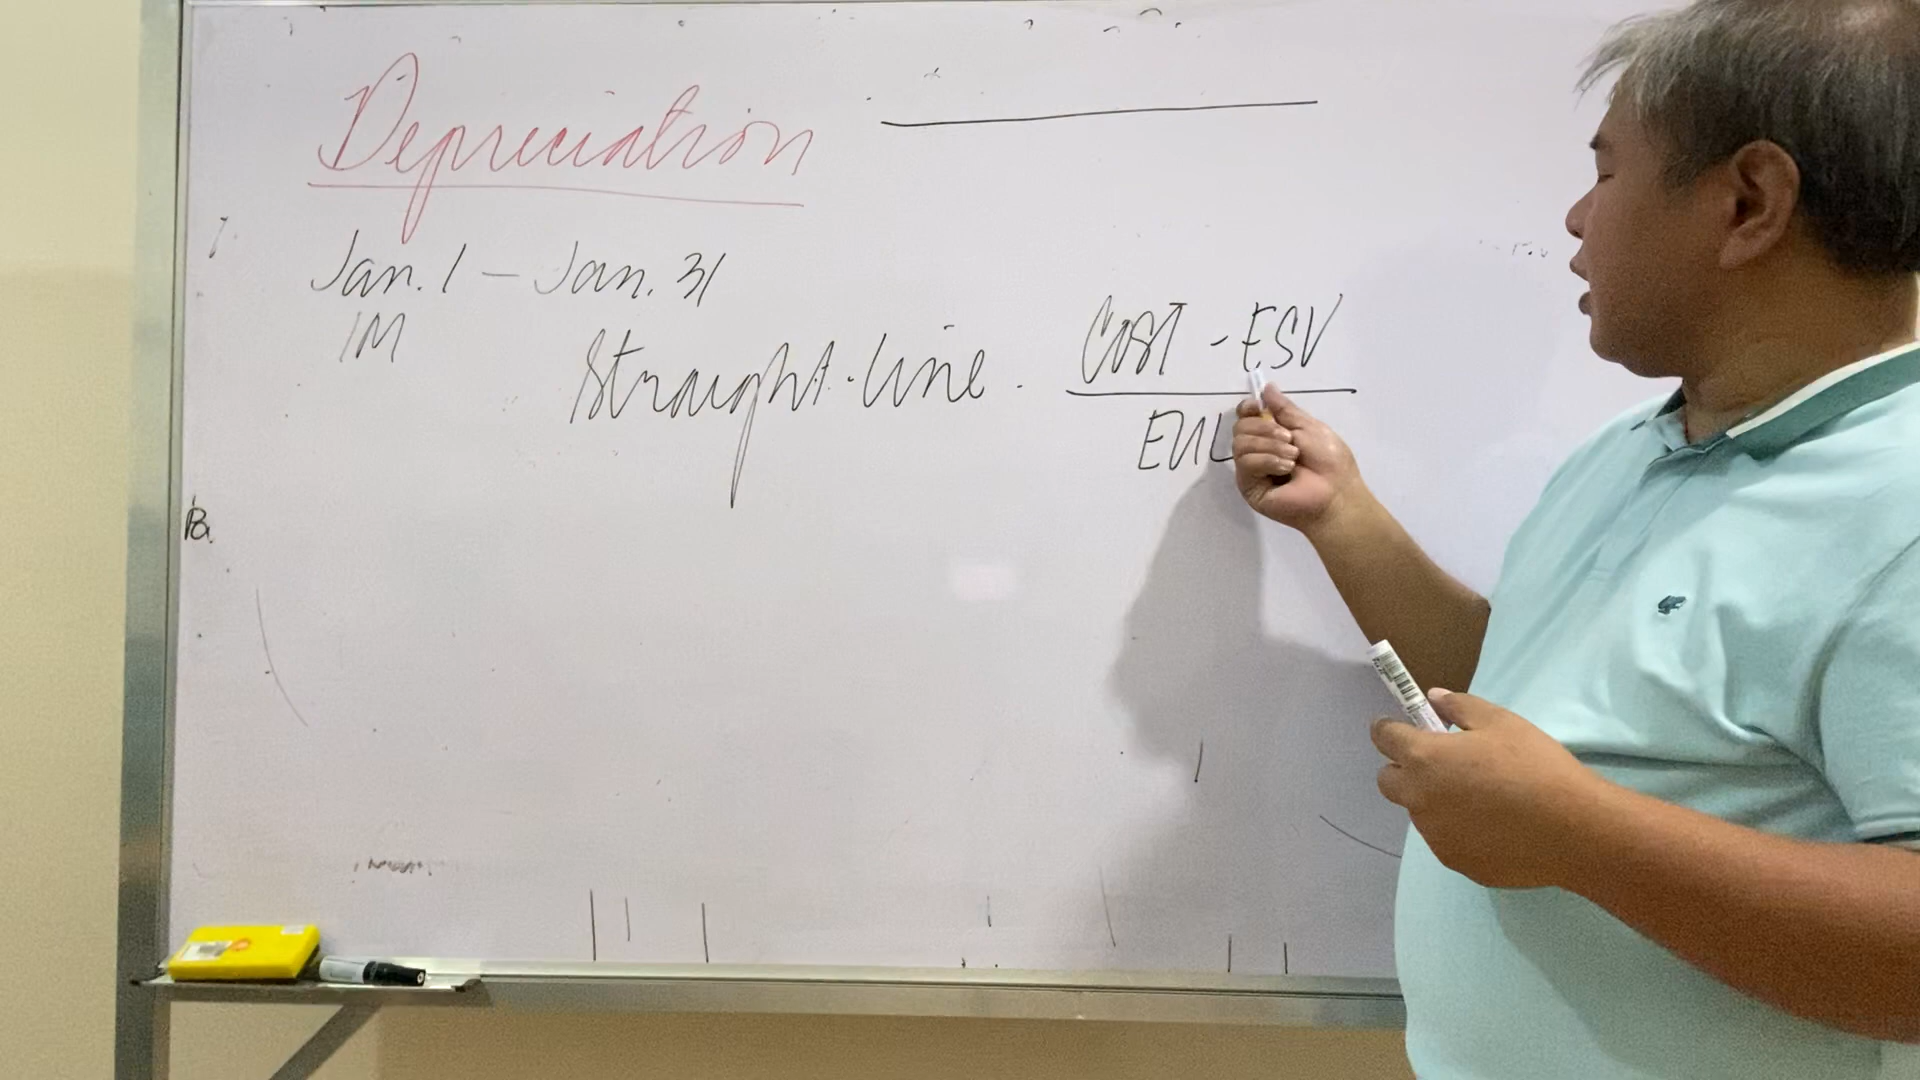 Depreciation
Jan. 1 - Jan. 31
1M
Straight-line
COST - ESV
EUL